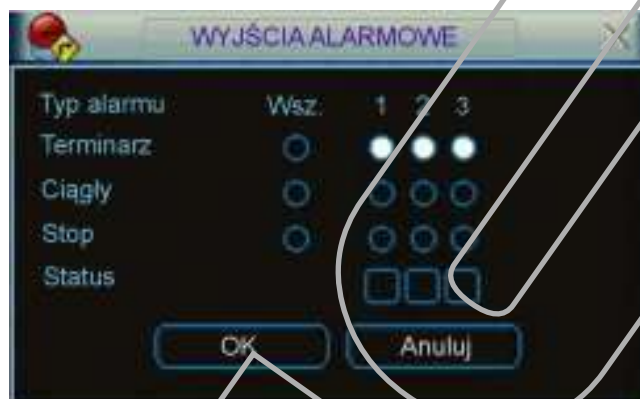 WYJŚCIA ALARMOWE
Typ alarmu Wsz. 1 2 3
Terminarz
Ciągły
Stop
Status
OK Anuluj